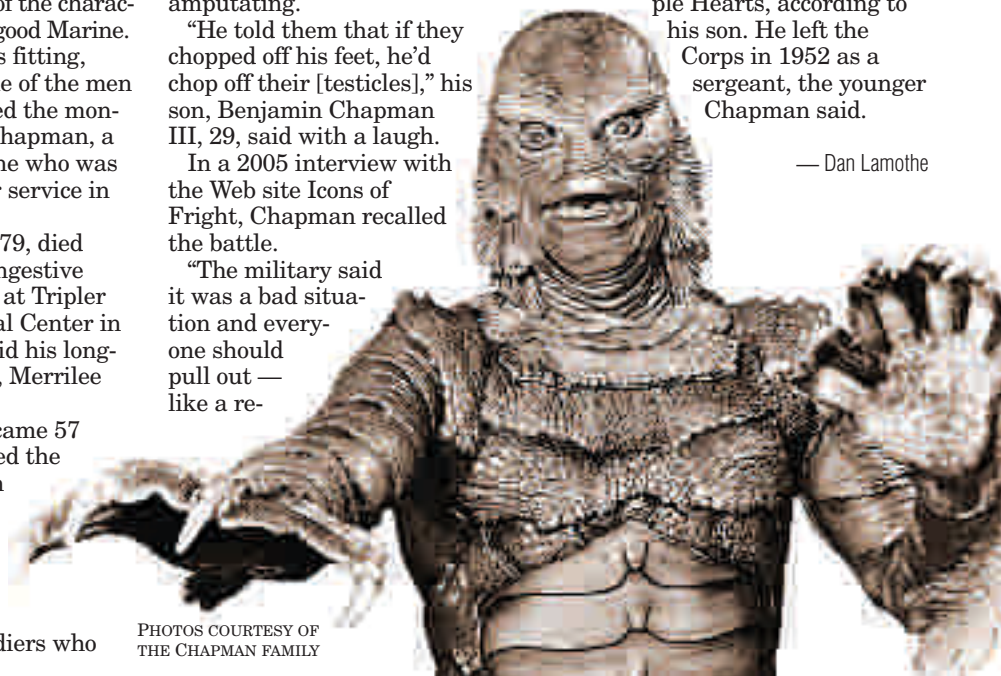 of the charac-
good Marine.
s fitting,
e of the men
ed the mon-
hapman, a
ne who was
r service in
79, died
ngestive
at Tripler
al Center in
id his long-
, Merrilee
came 57
ed the
n
diers who
amputating.
“He told them that if they
chopped off his feet, he’d
chop off their [testicles],” his
son, Benjamin Chapman
III, 29, said with a laugh.
In a 2005 interview with
the Web site Icons of
Fright, Chapman recalled
the battle.
“The military said
it was a bad situa-
tion and every-
one should
pull out —
like a re-
ple Hearts, according to
his son. He left the
Corps in 1952 as a
sergeant, the younger
Chapman said.
— Dan Lamothe
PHOTOS COURTESY OF
THE CHAPMAN FAMILY